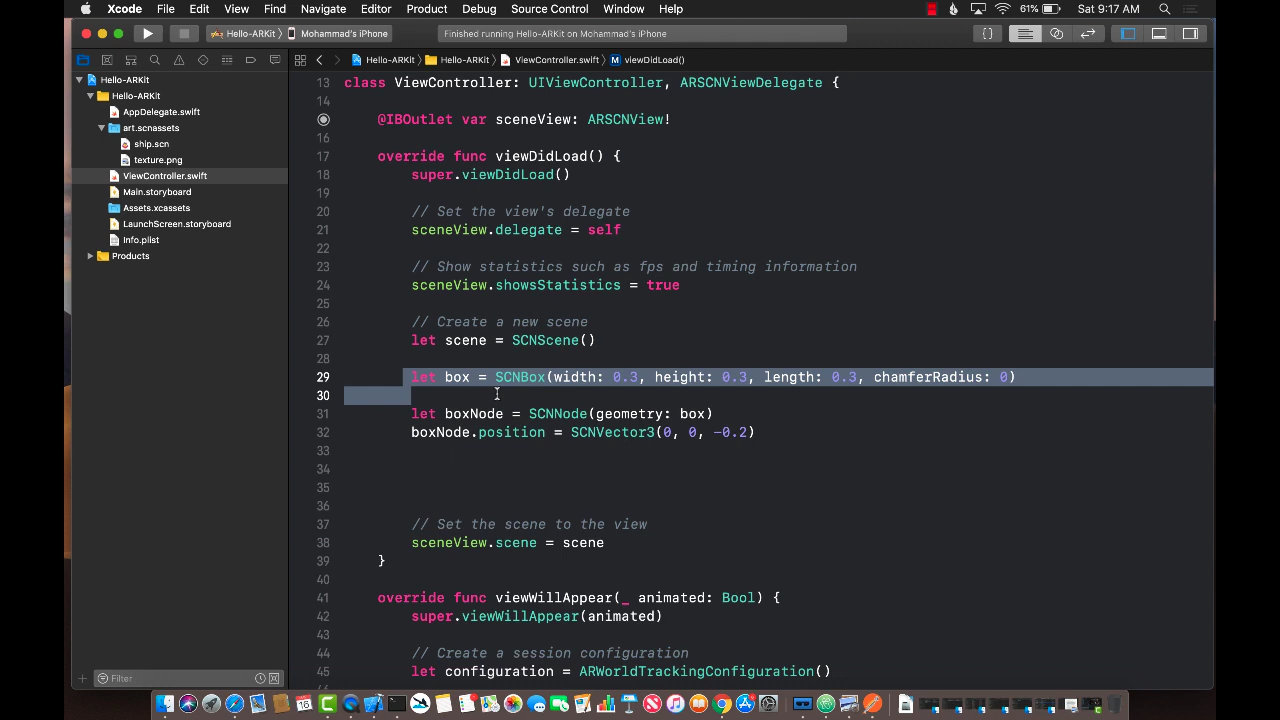 Xcode File Edit View Find Navigate Editor Product Debug Source Control Window Help 61% Sat 9:17 AM
Hello-ARKit Mohammad's iPhone Finished running Hello-ARKit on Mohammad's iPhone
Hello-ARKit Hello-ARKit ViewController.swift M viewDidLoad()
Hello-ARKit
Hello-ARKit
AppDelegate.swift
art.scnassets
ship.scn
texture.png
ViewController.swift
Main.storyboard
Assets.xcassets
LaunchScreen.storyboard
Info.plist
Products
Filter
13 class ViewController: UIViewController, ARSCNViewDelegate {
14
@IBOutlet var sceneView: ARSCNView!
16
17 override func viewDidLoad() {
18 super.viewDidLoad()
19
20 // Set the view's delegate
21 sceneView.delegate = self
22
23 // Show statistics such as fps and timing information
24 sceneView.showsStatistics = true
25
26 // Create a new scene
27 let scene = SCNScene()
28
29 let box = SCNBox(width: 0.3, height: 0.3, length: 0.3, chamferRadius: 0)
30
31 let boxNode = SCNNode(geometry: box)
32 boxNode.position = SCNVector3(0, 0, -0.2)
33
34
35
36
37 // Set the scene to the view
38 sceneView.scene = scene
39 }
40
41 override func viewWillAppear(_ animated: Bool) {
42 super.viewWillAppear(animated)
43
44 // Create a session configuration
45 let configuration = ARWorldTrackingConfiguration()